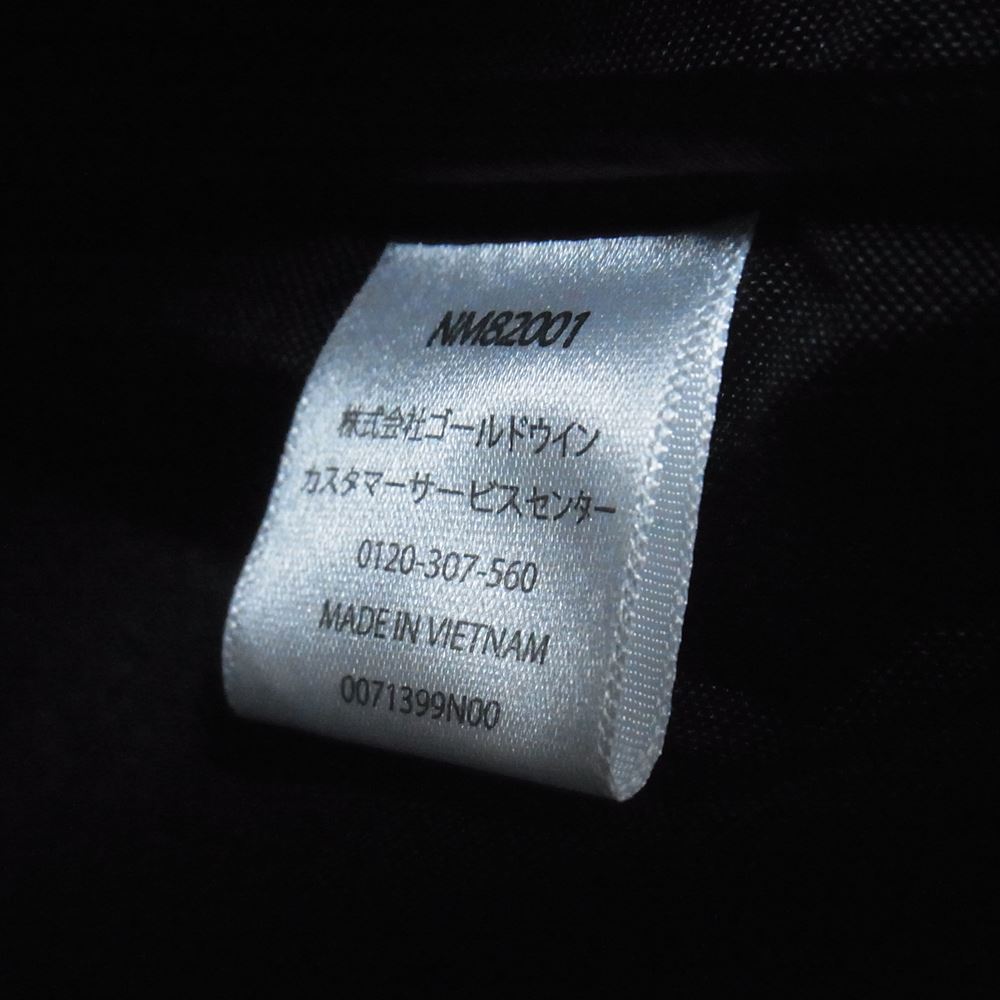 NM82001
株式会社ゴールドウイン
カスタマーサービスセンター
0120-307-560
MADE IN VIETNAM
0071399N00